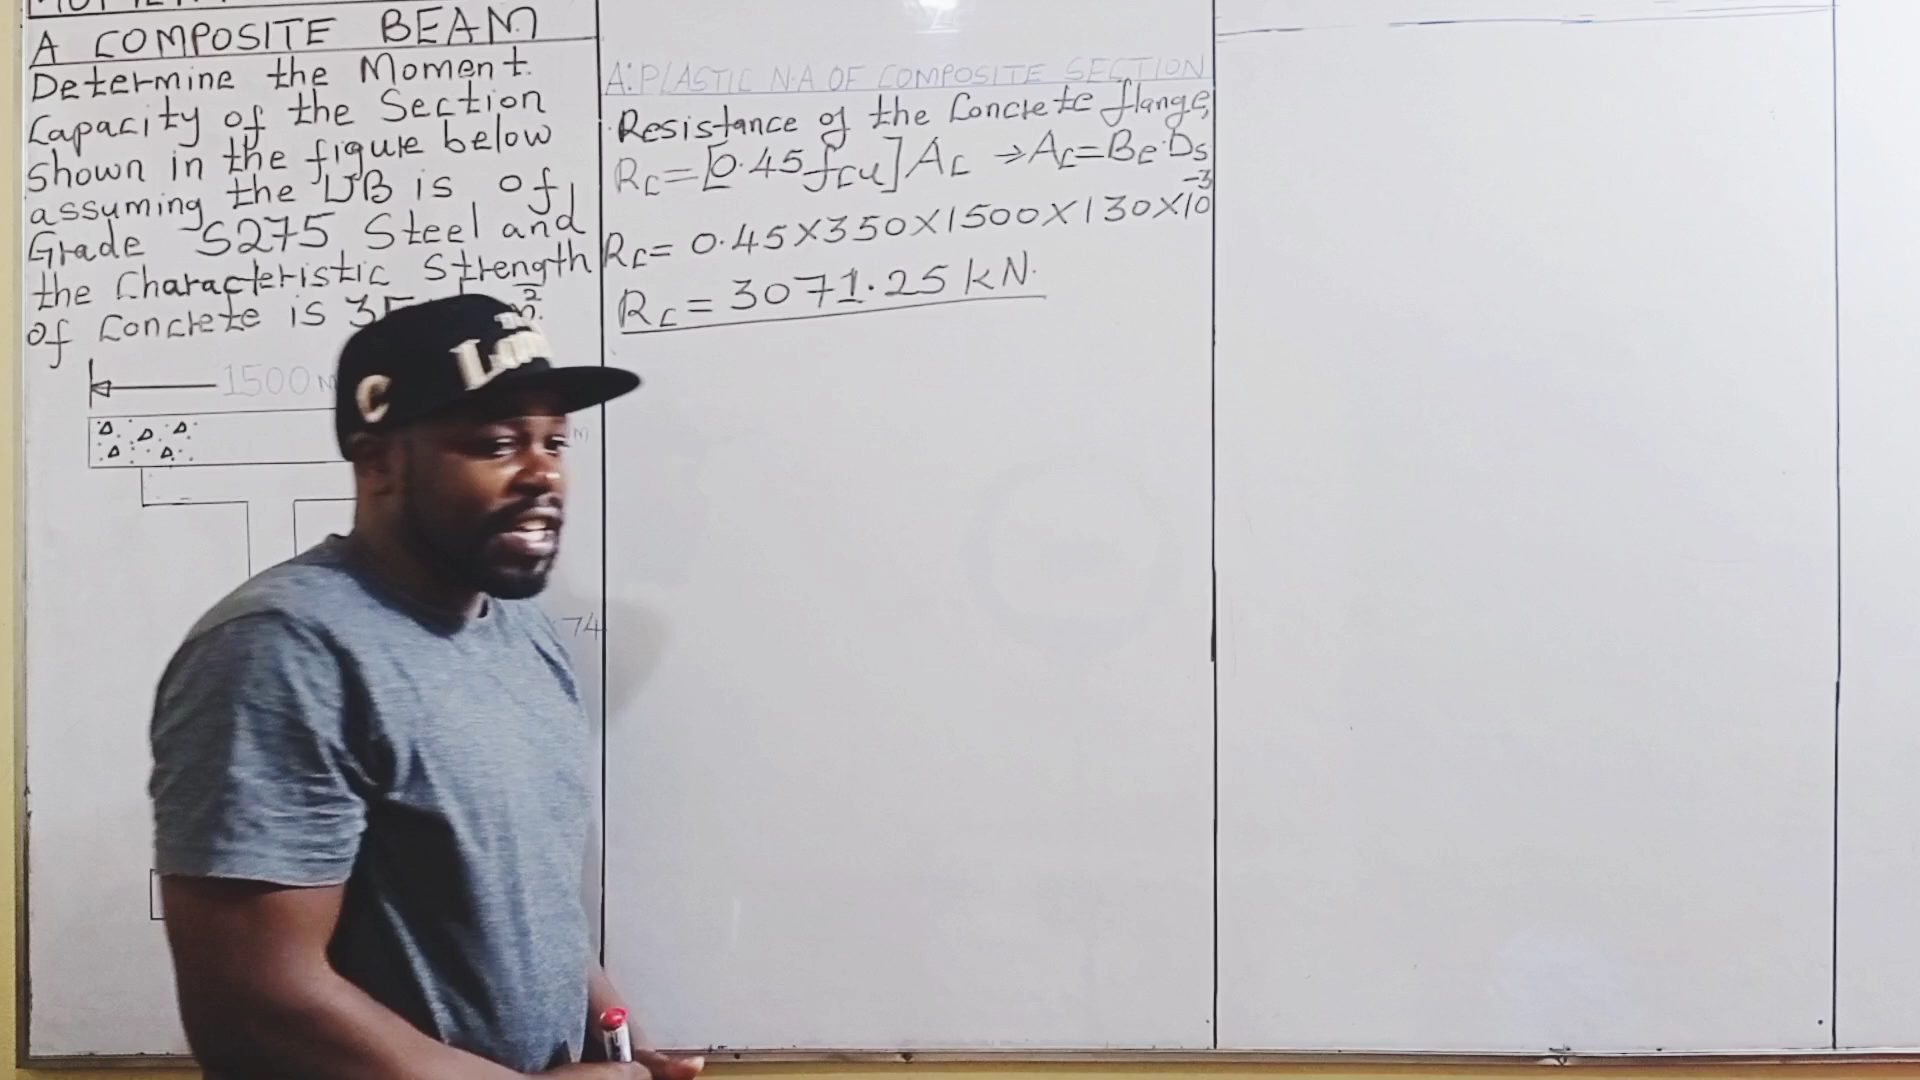 A COMPOSITE BEAM
Determine the Moment
Capacity of the Section
shown in the figure below
assuming the UB is of
Grade S275 Steel and
the Characteristic Strength
of Concrete is
1500
74
A: PLASTIC N.A OF COMPOSITE SECTION
Resistance of the Concrete flange,
Rc = [0.45fcu] Ac ⇒ Ac = Be.Ds
Rc = 0.45 × 350 × 1500 × 130 × 10⁻³
Rc = 3071.25 kN.
C